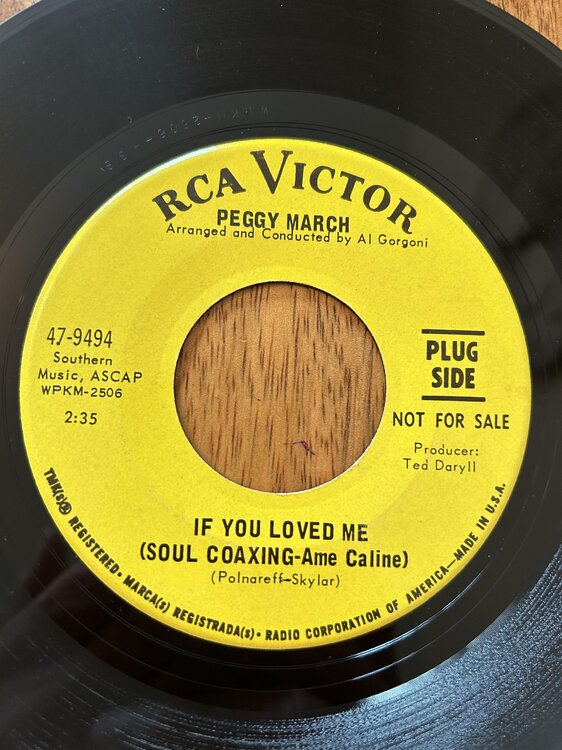 RCA VICTOR
PEGGY MARCH
Arranged and Conducted by Al Gorgoni
47-9494
Southern
Music, ASCAP
WPKM-2506
2:35
PLUG
SIDE
NOT FOR SALE
Producer:
Ted Daryll
IF YOU LOVED ME
(SOUL COAXING-Ame Caline)
(Polnareff-Skylar)
TMK(s)® REGISTERED• MARCA(s) REGISTRADA(s)• RADIO CORPORATION OF AMERICA—MADE IN U.S.A.